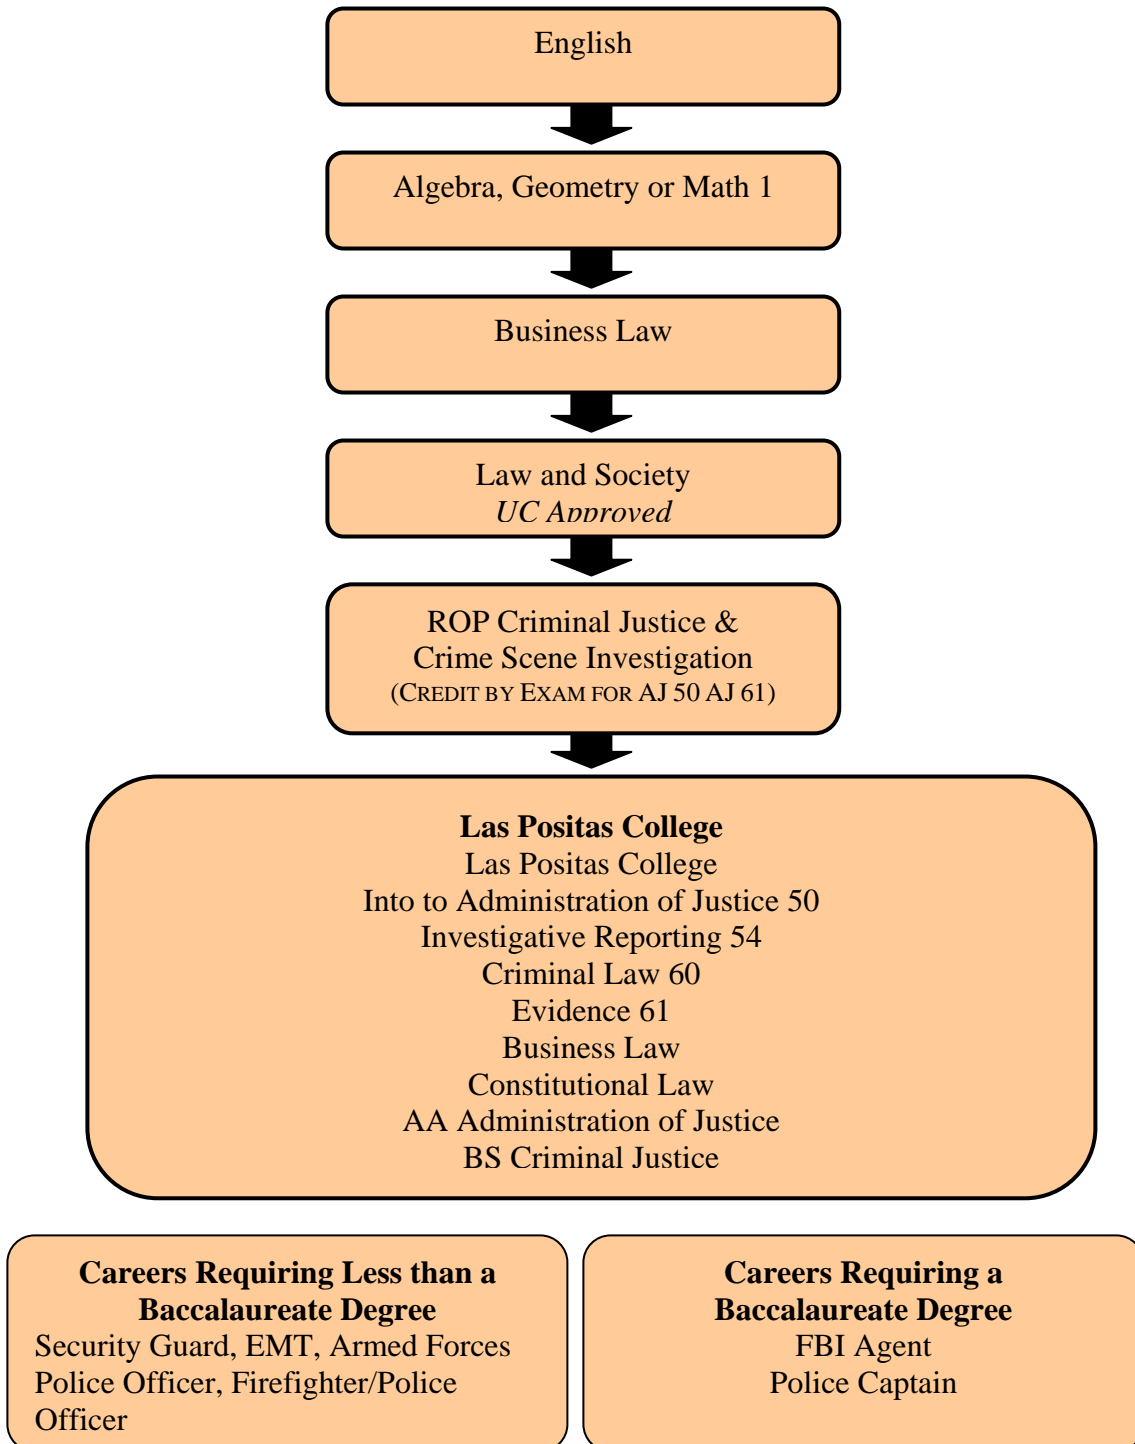 English
Algebra, Geometry or Math 1
Business Law
Law and Society
UC Approved
ROP Criminal Justice &
Crime Scene Investigation
(CREDIT BY EXAM FOR AJ 50 AJ 61)
Las Positas College
Las Positas College
Into to Administration of Justice 50
Investigative Reporting 54
Criminal Law 60
Evidence 61
Business Law
Constitutional Law
AA Administration of Justice
BS Criminal Justice
Careers Requiring Less than a
Baccalaureate Degree
Security Guard, EMT, Armed Forces
Police Officer, Firefighter/Police
Officer
Careers Requiring a
Baccalaureate Degree
FBI Agent
Police Captain